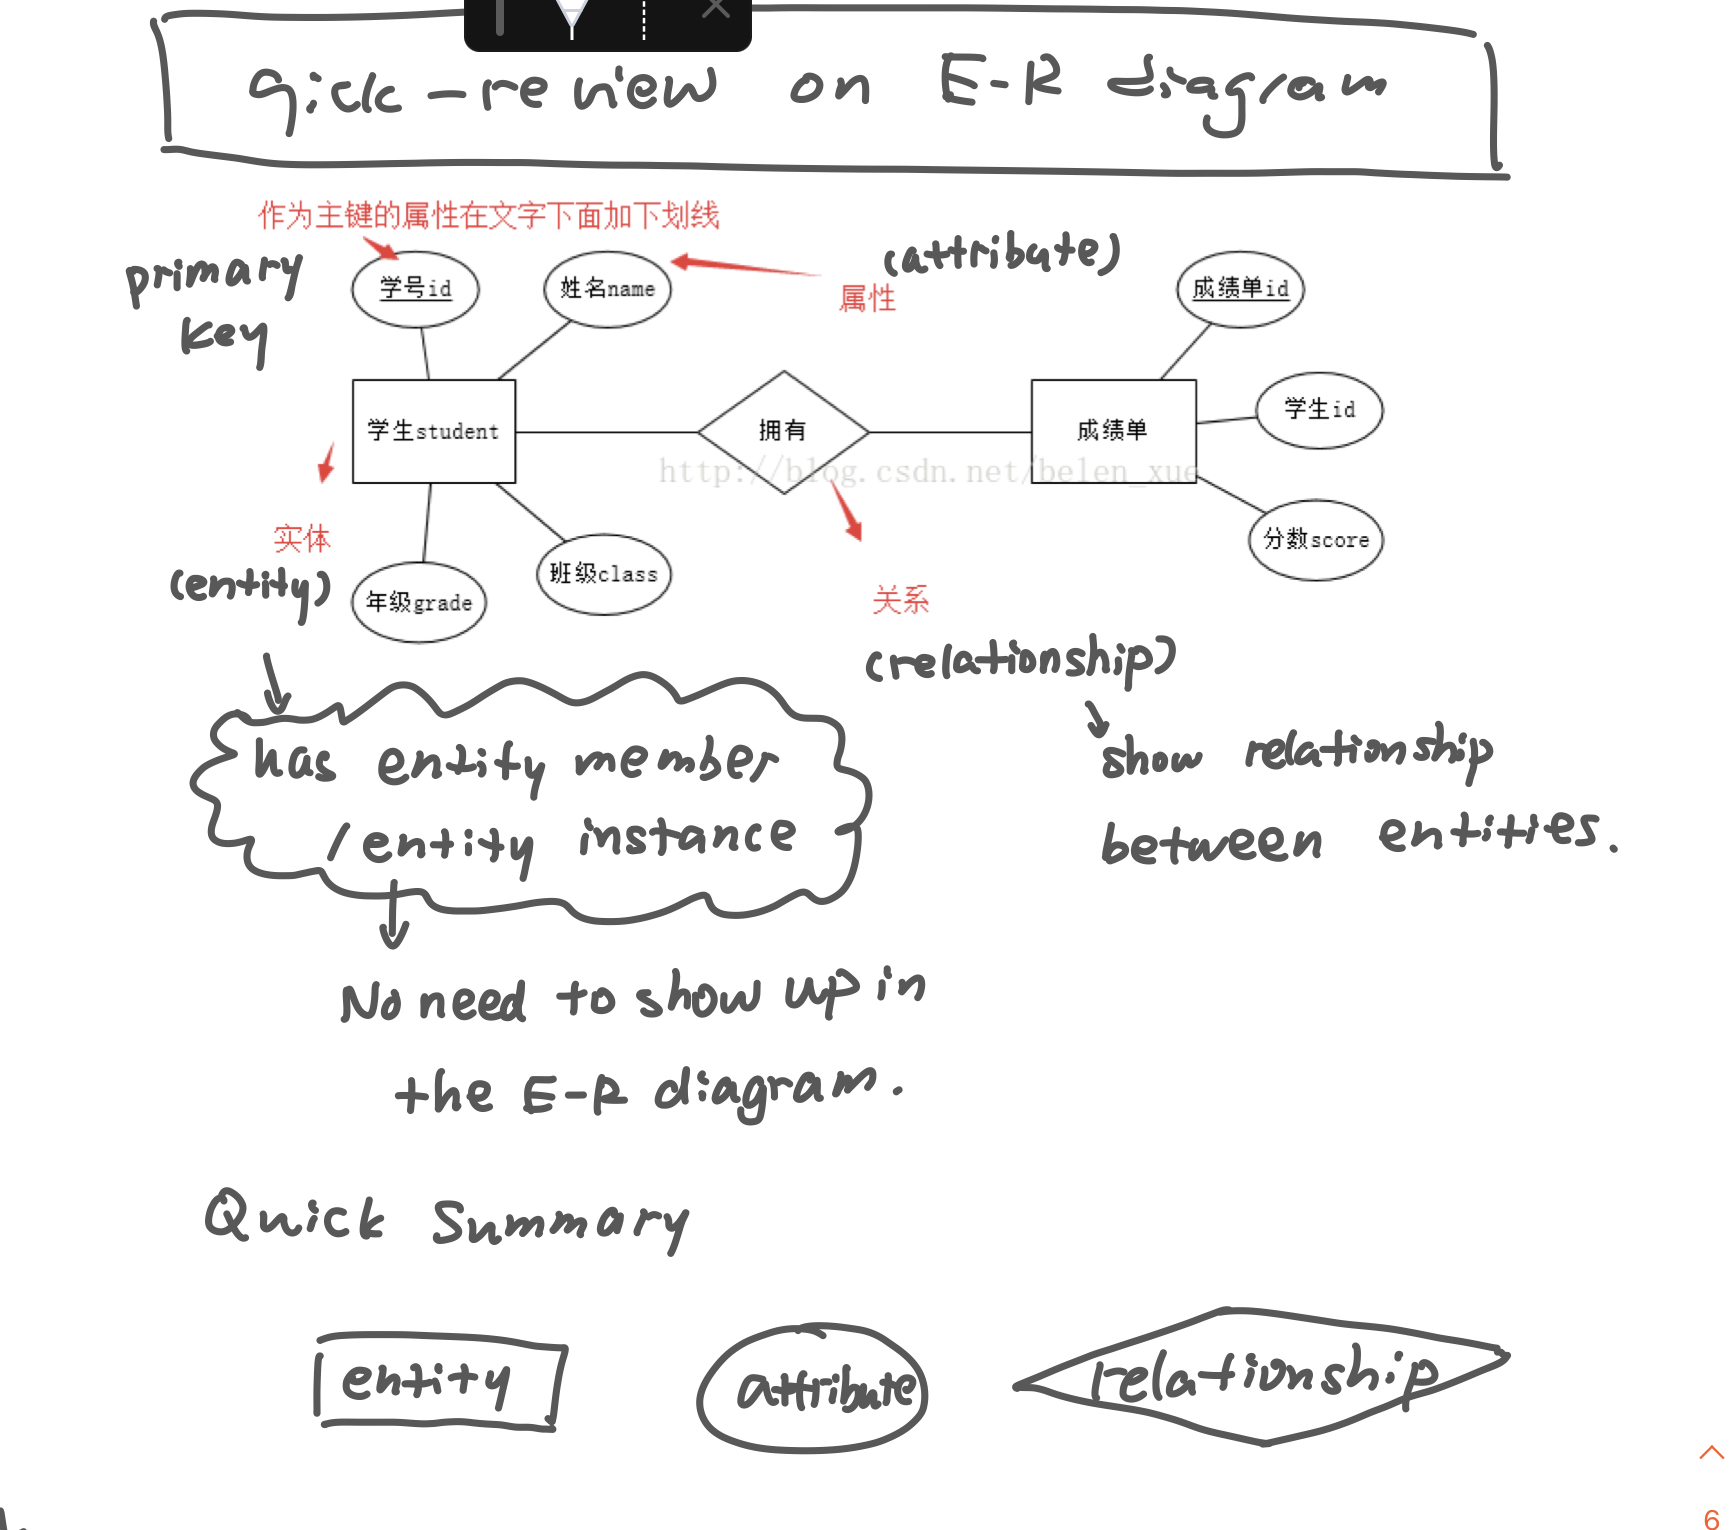 qick-review on E-R diagram
作为主键的属性在文字下面加下划线
primary
key
学号id
姓名name
(attribute)
属性
成绩单id
学生student
拥有
成绩单
学生id
http://blog.csdn.net/belen_xue
实体
(entity)
年级grade
班级class
分数score
关系
(relationship)
has entity member
/entity instance
show relationship
between entities.
No need to show up in
the E-R diagram.
Quick Summary
entity
attribute
relationship
6